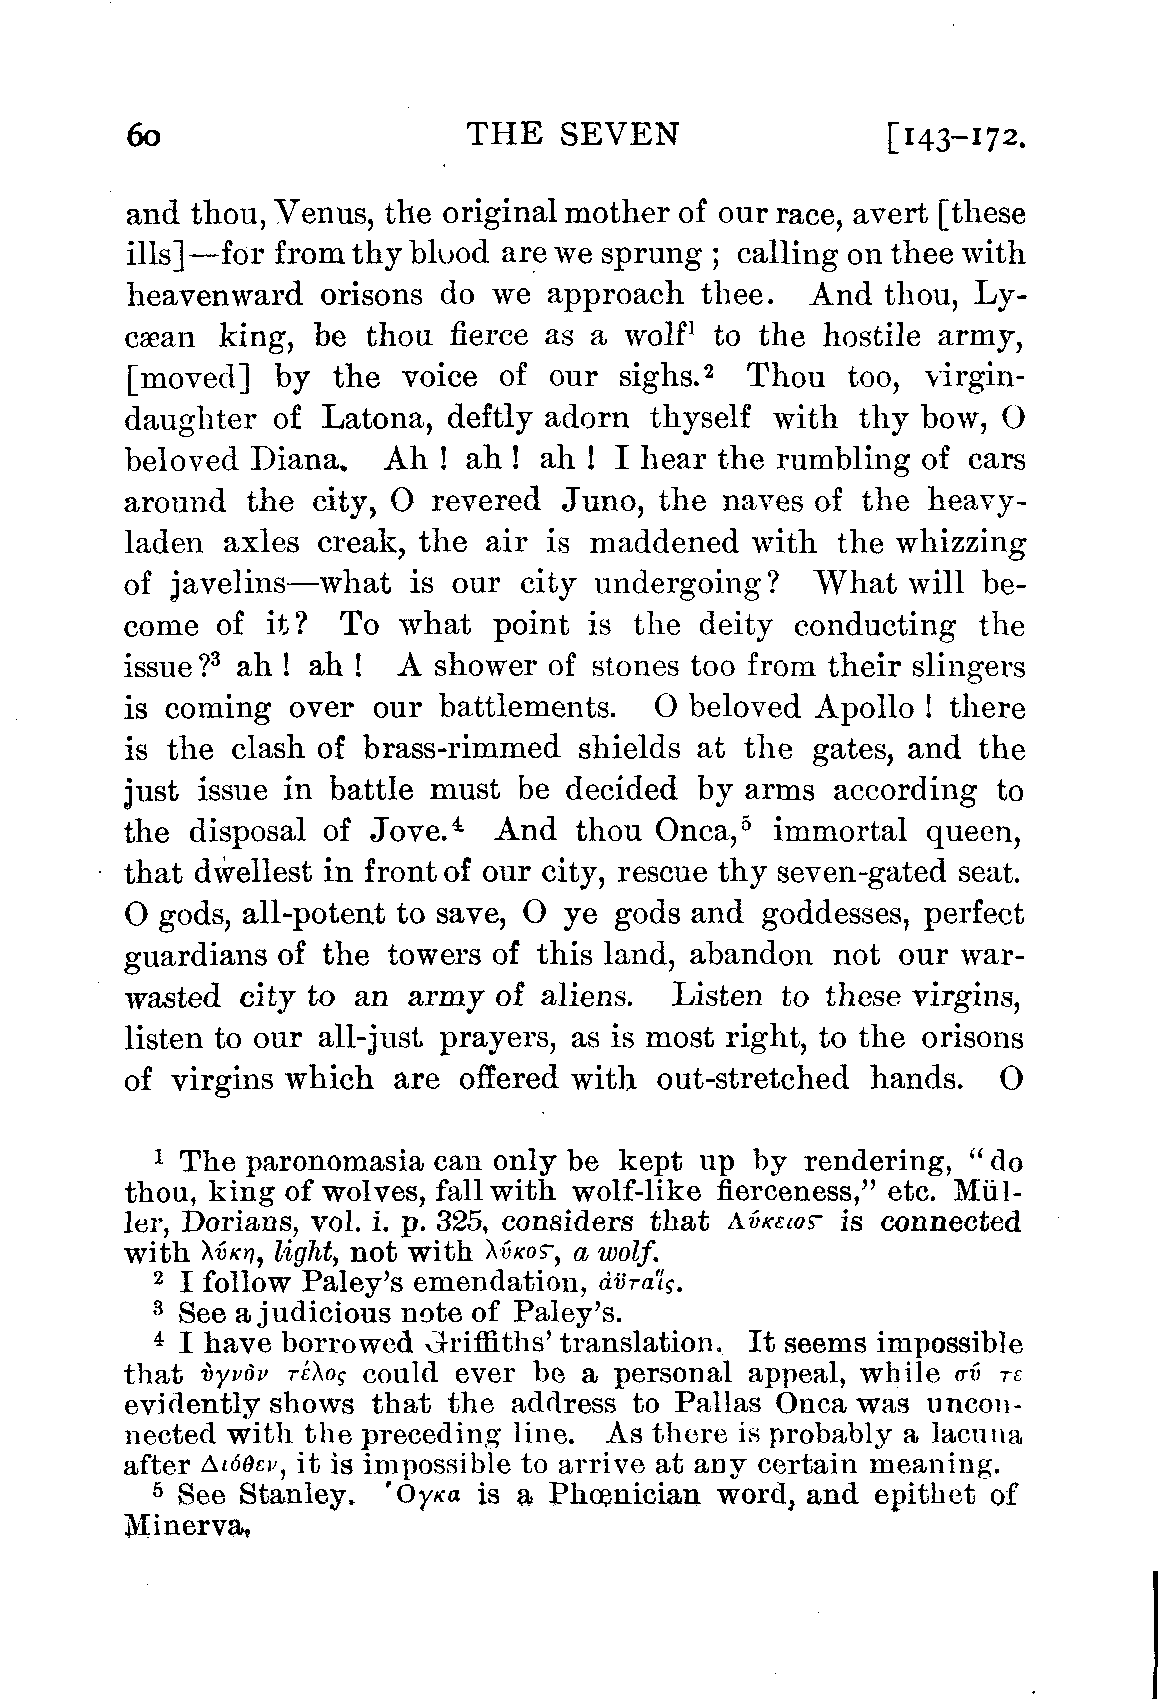 60 THE SEVEN [143–172.
and thou, Venus, the original mother of our race, avert [these
ills]—for from thy blood are we sprung ; calling on thee with
heavenward orisons do we approach thee. And thou, Ly-
cæan king, be thou fierce as a wolf¹ to the hostile army,
[moved] by the voice of our sighs.² Thou too, virgin-
daughter of Latona, deftly adorn thyself with thy bow, O
beloved Diana. Ah ! ah ! ah ! I hear the rumbling of cars
around the city, O revered Juno, the naves of the heavy-
laden axles creak, the air is maddened with the whizzing
of javelins—what is our city undergoing? What will be-
come of it? To what point is the deity conducting the
issue?³ ah ! ah ! A shower of stones too from their slingers
is coming over our battlements. O beloved Apollo ! there
is the clash of brass-rimmed shields at the gates, and the
just issue in battle must be decided by arms according to
the disposal of Jove.⁴ And thou Onca,⁵ immortal queen,
that dwellest in front of our city, rescue thy seven-gated seat.
O gods, all-potent to save, O ye gods and goddesses, perfect
guardians of the towers of this land, abandon not our war-
wasted city to an army of aliens. Listen to these virgins,
listen to our all-just prayers, as is most right, to the orisons
of virgins which are offered with out-stretched hands. O
¹ The paronomasia can only be kept up by rendering, “do
thou, king of wolves, fall with wolf-like fierceness,” etc. Mül-
ler, Dorians, vol. i. p. 325, considers that Λύκειος is connected
with λύκη, light, not with λύκος, a wolf.
² I follow Paley’s emendation, ἀϋταῖς.
³ See a judicious note of Paley’s.
⁴ I have borrowed Griffiths’ translation. It seems impossible
that ὑγνὸν τέλος could ever be a personal appeal, while σύ τε
evidently shows that the address to Pallas Onca was uncon-
nected with the preceding line. As there is probably a lacuna
after Διόθεν, it is impossible to arrive at any certain meaning.
⁵ See Stanley. Ὄγκα is a Phœnician word, and epithet of
Minerva,